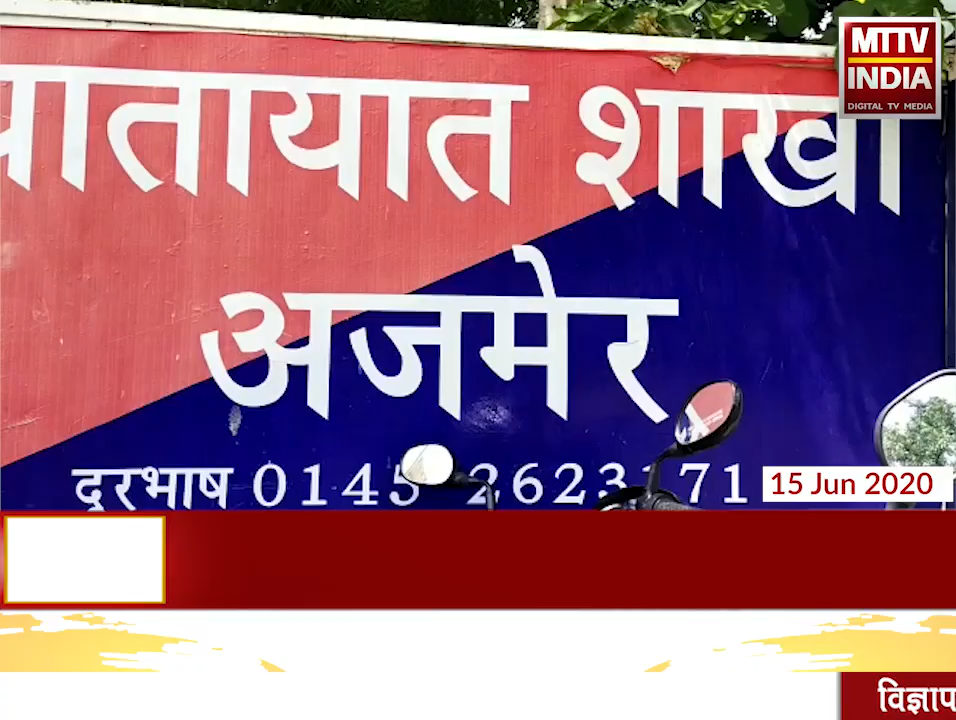 यातायात शाखा
MTTV
INDIA
DIGITAL TV MEDIA
अजमेर
दूरभाष 0145 2623 71
15 Jun 2020